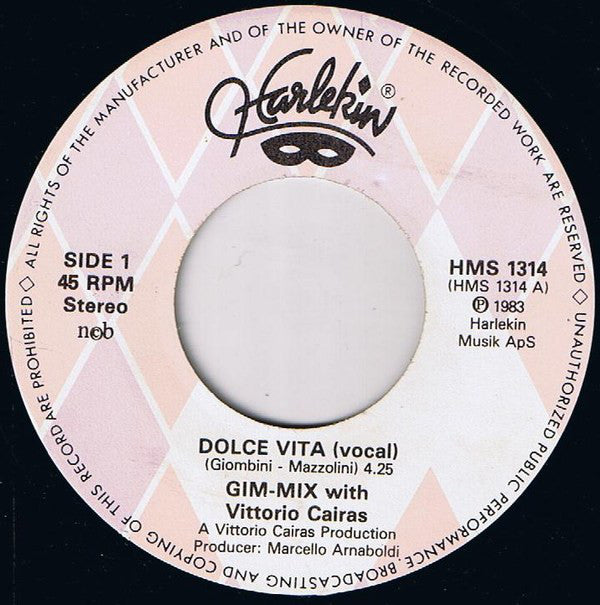 ALL RIGHTS OF THE MANUFACTURER AND OF THE OWNER OF THE RECORDED WORK ARE RESERVED ◇ UNAUTHORIZED PUBLIC PERFORMANCE, BROADCASTING AND COPYING OF THIS RECORD ARE PROHIBITED ◇
Harlekin®
SIDE 1
45 RPM
Stereo
n©b
HMS 1314
(HMS 1314 A)
℗ 1983
Harlekin
Musik ApS
DOLCE VITA (vocal)
(Giombini - Mazzolini) 4.25
GIM-MIX with
Vittorio Cairas
A Vittorio Cairas Production
Producer: Marcello Arnaboldi